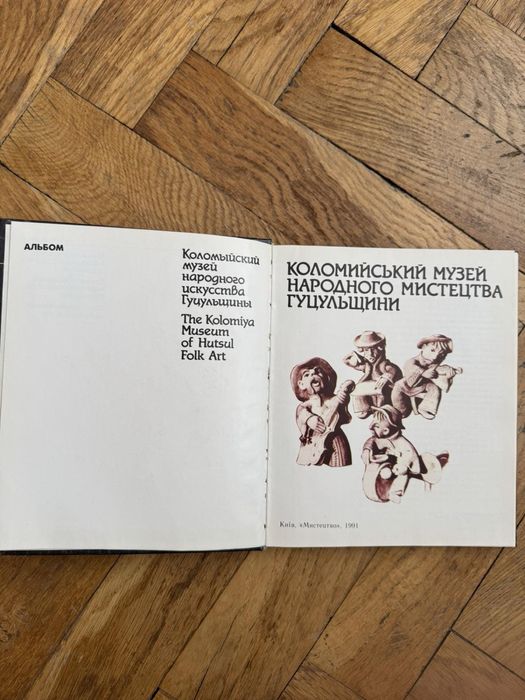 АЛЬБОМ
Коломыйский
музей
народного
искусства
Гуцульщины
The Kolomiya
Museum
of Hutsul
Folk Art
КОЛОМИЙСЬКИЙ МУЗЕЙ
НАРОДНОГО МИСТЕЦТВА
ГУЦУЛЬЩИНИ
Київ, «Мистецтво», 1991